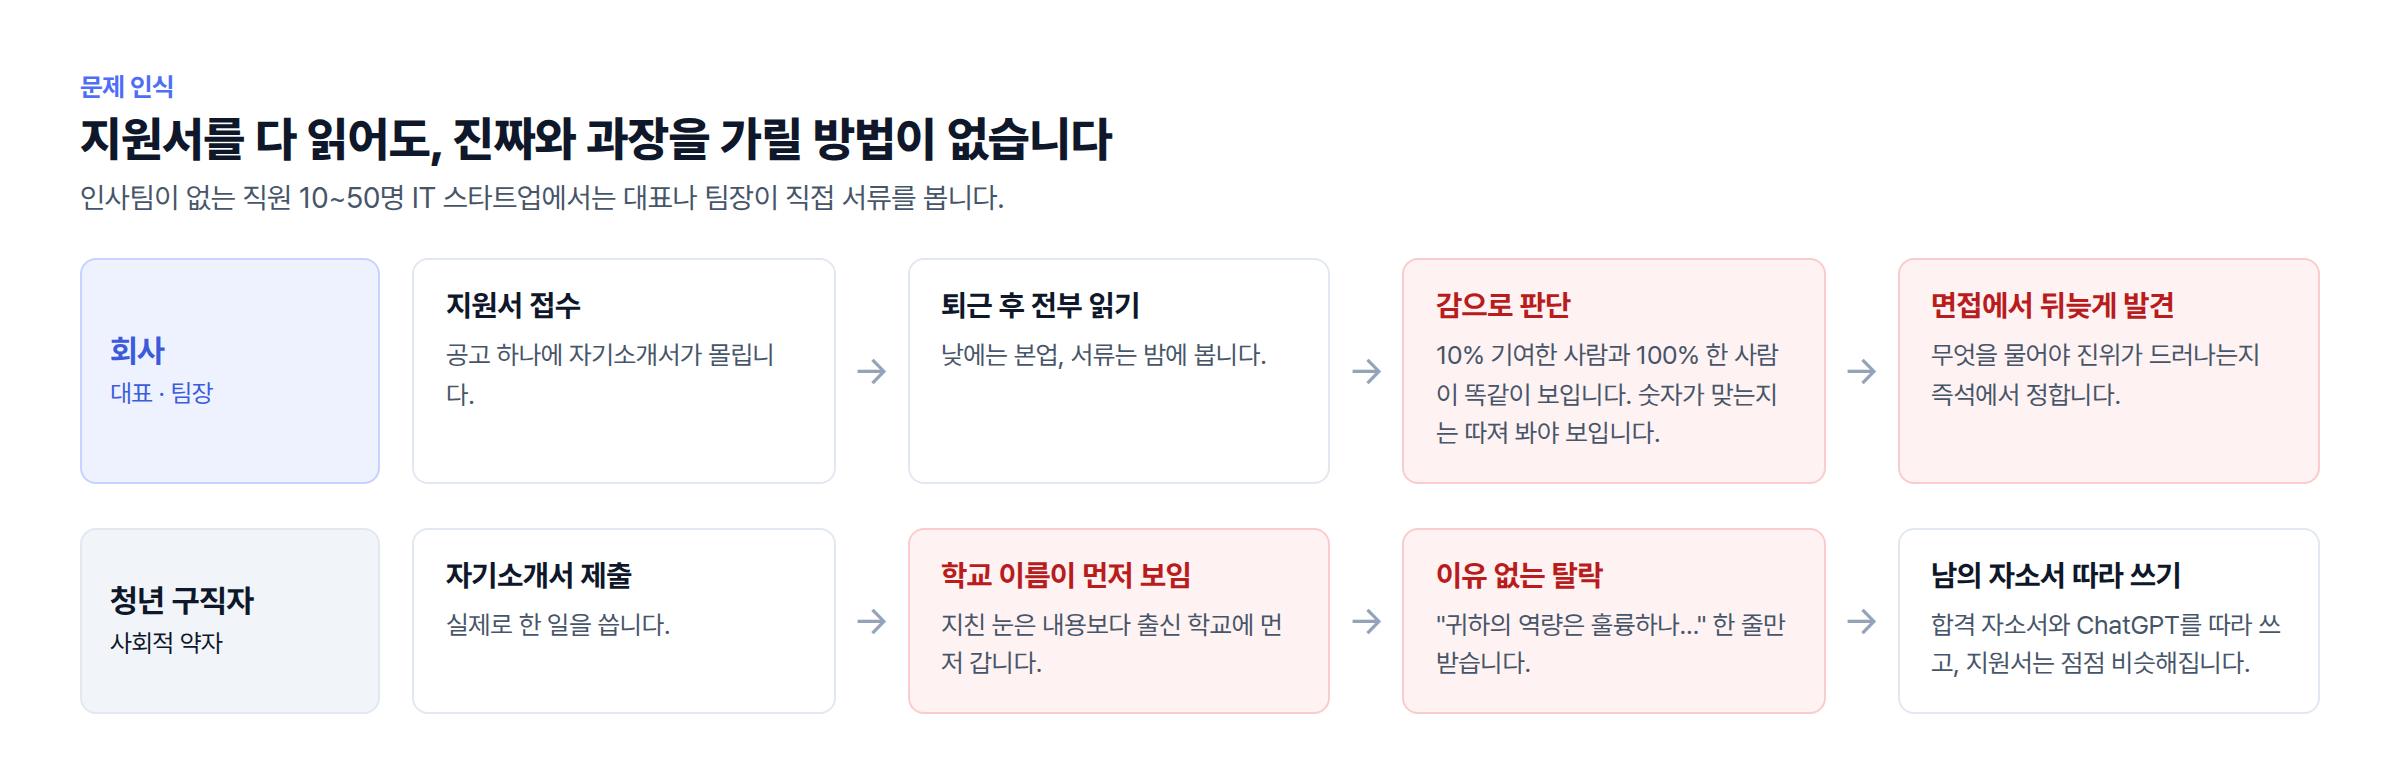 문제 인식
지원서를 다 읽어도, 진짜와 과장을 가릴 방법이 없습니다
인사팀이 없는 직원 10~50명 IT 스타트업에서는 대표나 팀장이 직접 서류를 봅니다.
회사
대표 · 팀장
지원서 접수
공고 하나에 자기소개서가 몰립니
다.
→
퇴근 후 전부 읽기
낮에는 본업, 서류는 밤에 봅니다.
→
감으로 판단
10% 기여한 사람과 100% 한 사람
이 똑같이 보입니다. 숫자가 맞는지
는 따져 봐야 보입니다.
→
면접에서 뒤늦게 발견
무엇을 물어야 진위가 드러나는지
즉석에서 정합니다.
청년 구직자
사회적 약자
자기소개서 제출
실제로 한 일을 씁니다.
→
학교 이름이 먼저 보임
지친 눈은 내용보다 출신 학교에 먼
저 갑니다.
→
이유 없는 탈락
"귀하의 역량은 훌륭하나..." 한 줄만
받습니다.
→
남의 자소서 따라 쓰기
합격 자소서와 ChatGPT를 따라 쓰
고, 지원서는 점점 비슷해집니다.